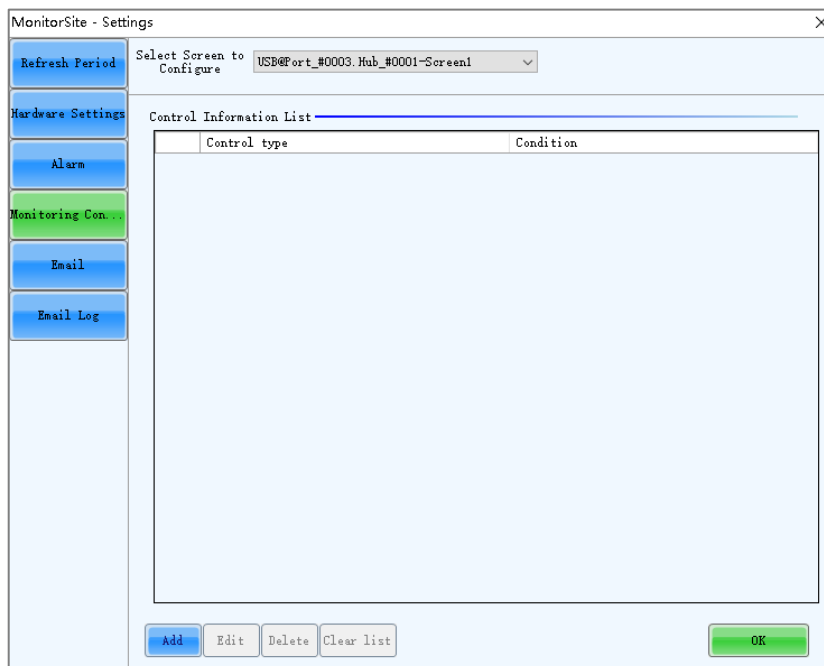 MonitorSite - Settings
Refresh Period
Hardware Settings
Alarm
Monitoring Con...
Email
Email Log
Select Screen to
Configure
USB@Port_#0003.Hub_#0001-Screen1
Control Information List
Control type Condition
Add Edit Delete Clear list OK